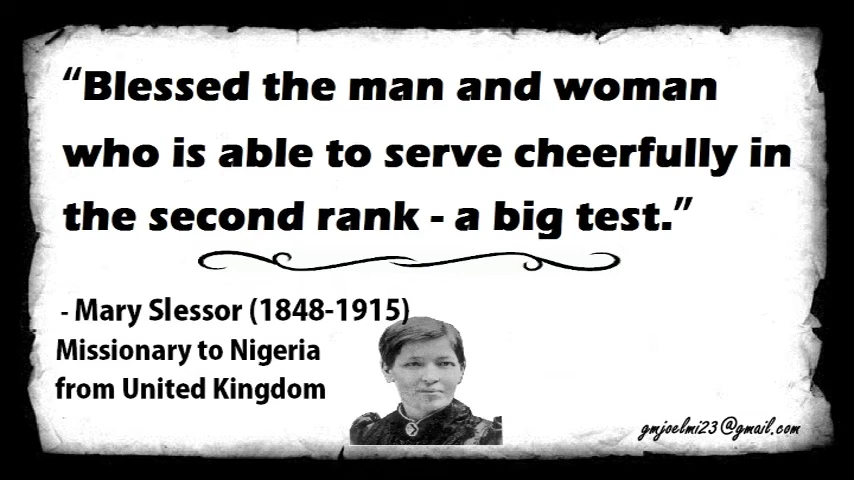 “Blessed the man and woman
who is able to serve cheerfully in
the second rank - a big test.”
- Mary Slessor (1848-1915)
Missionary to Nigeria
from United Kingdom
gmjoelmi23@gmail.com